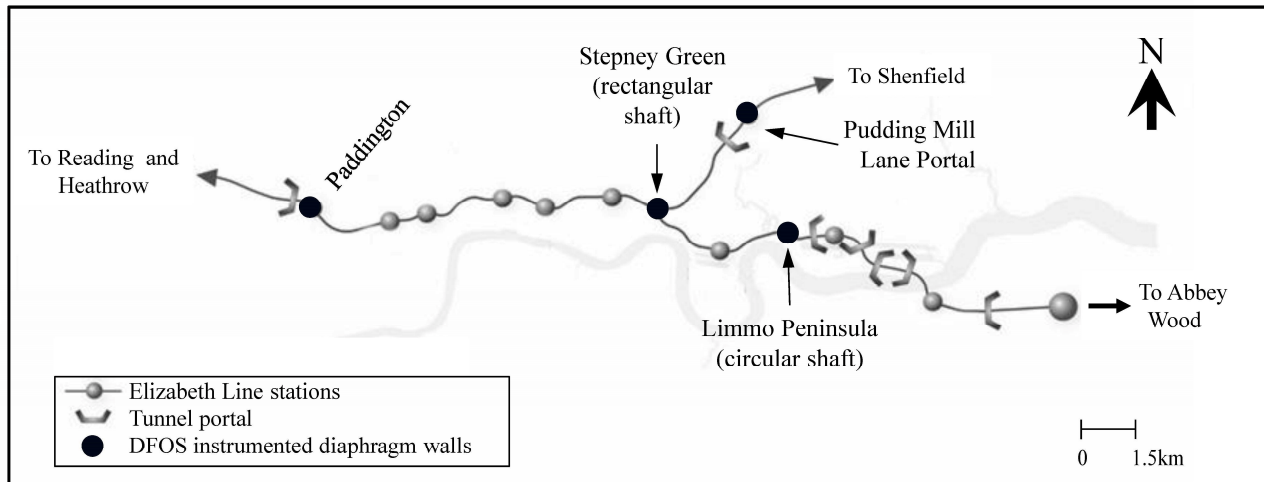 Stepney Green
(rectangular
shaft)
To Shenfield
N
Pudding Mill
Lane Portal
To Reading and
Heathrow
Paddington
Limmo Peninsula
(circular shaft)
To Abbey
Wood
Elizabeth Line stations
Tunnel portal
DFOS instrumented diaphragm walls
0 1.5km